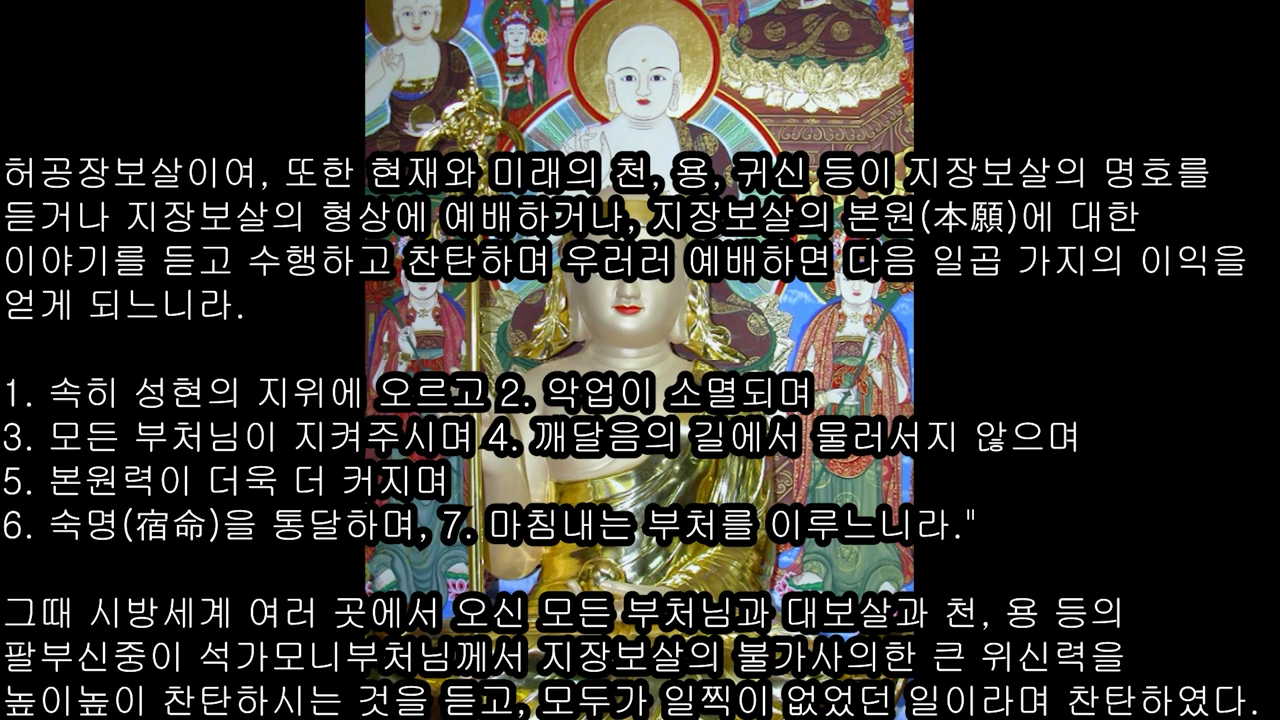 허공장보살이여, 또한 현재와 미래의 천, 용, 귀신 등이 지장보살의 명호를
듣거나 지장보살의 형상에 예배하거나, 지장보살의 본원(本願)에 대한
이야기를 듣고 수행하고 찬탄하며 우러러 예배하면 다음 일곱 가지의 이익을
얻게 되느니라.
1. 속히 성현의 지위에 오르고 2. 악업이 소멸되며
3. 모든 부처님이 지켜주시며 4. 깨달음의 길에서 물러서지 않으며
5. 본원력이 더욱 더 커지며
6. 숙명(宿命)을 통달하며, 7. 마침내는 부처를 이루느니라."
그때 시방세계 여러 곳에서 오신 모든 부처님과 대보살과 천, 용 등의
팔부신중이 석가모니부처님께서 지장보살의 불가사의한 큰 위신력을
높이높이 찬탄하시는 것을 듣고, 모두가 일찍이 없었던 일이라며 찬탄하였다.